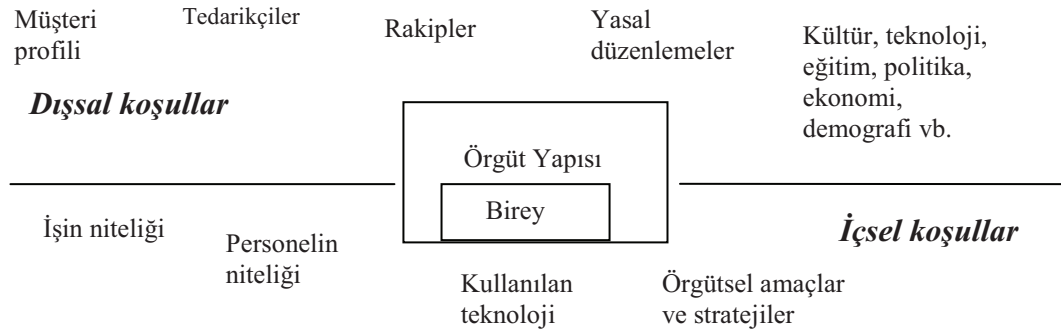 Müşteri
profili
Tedarikçiler
Rakipler
Yasal
düzenlemeler
Kültür, teknoloji,
eğitim, politika,
ekonomi,
demografi vb.
Dışsal koşullar
Örgüt Yapısı
Birey
İşin niteliği
Personelin
niteliği
İçsel koşullar
Kullanılan
teknoloji
Örgütsel amaçlar
ve stratejiler